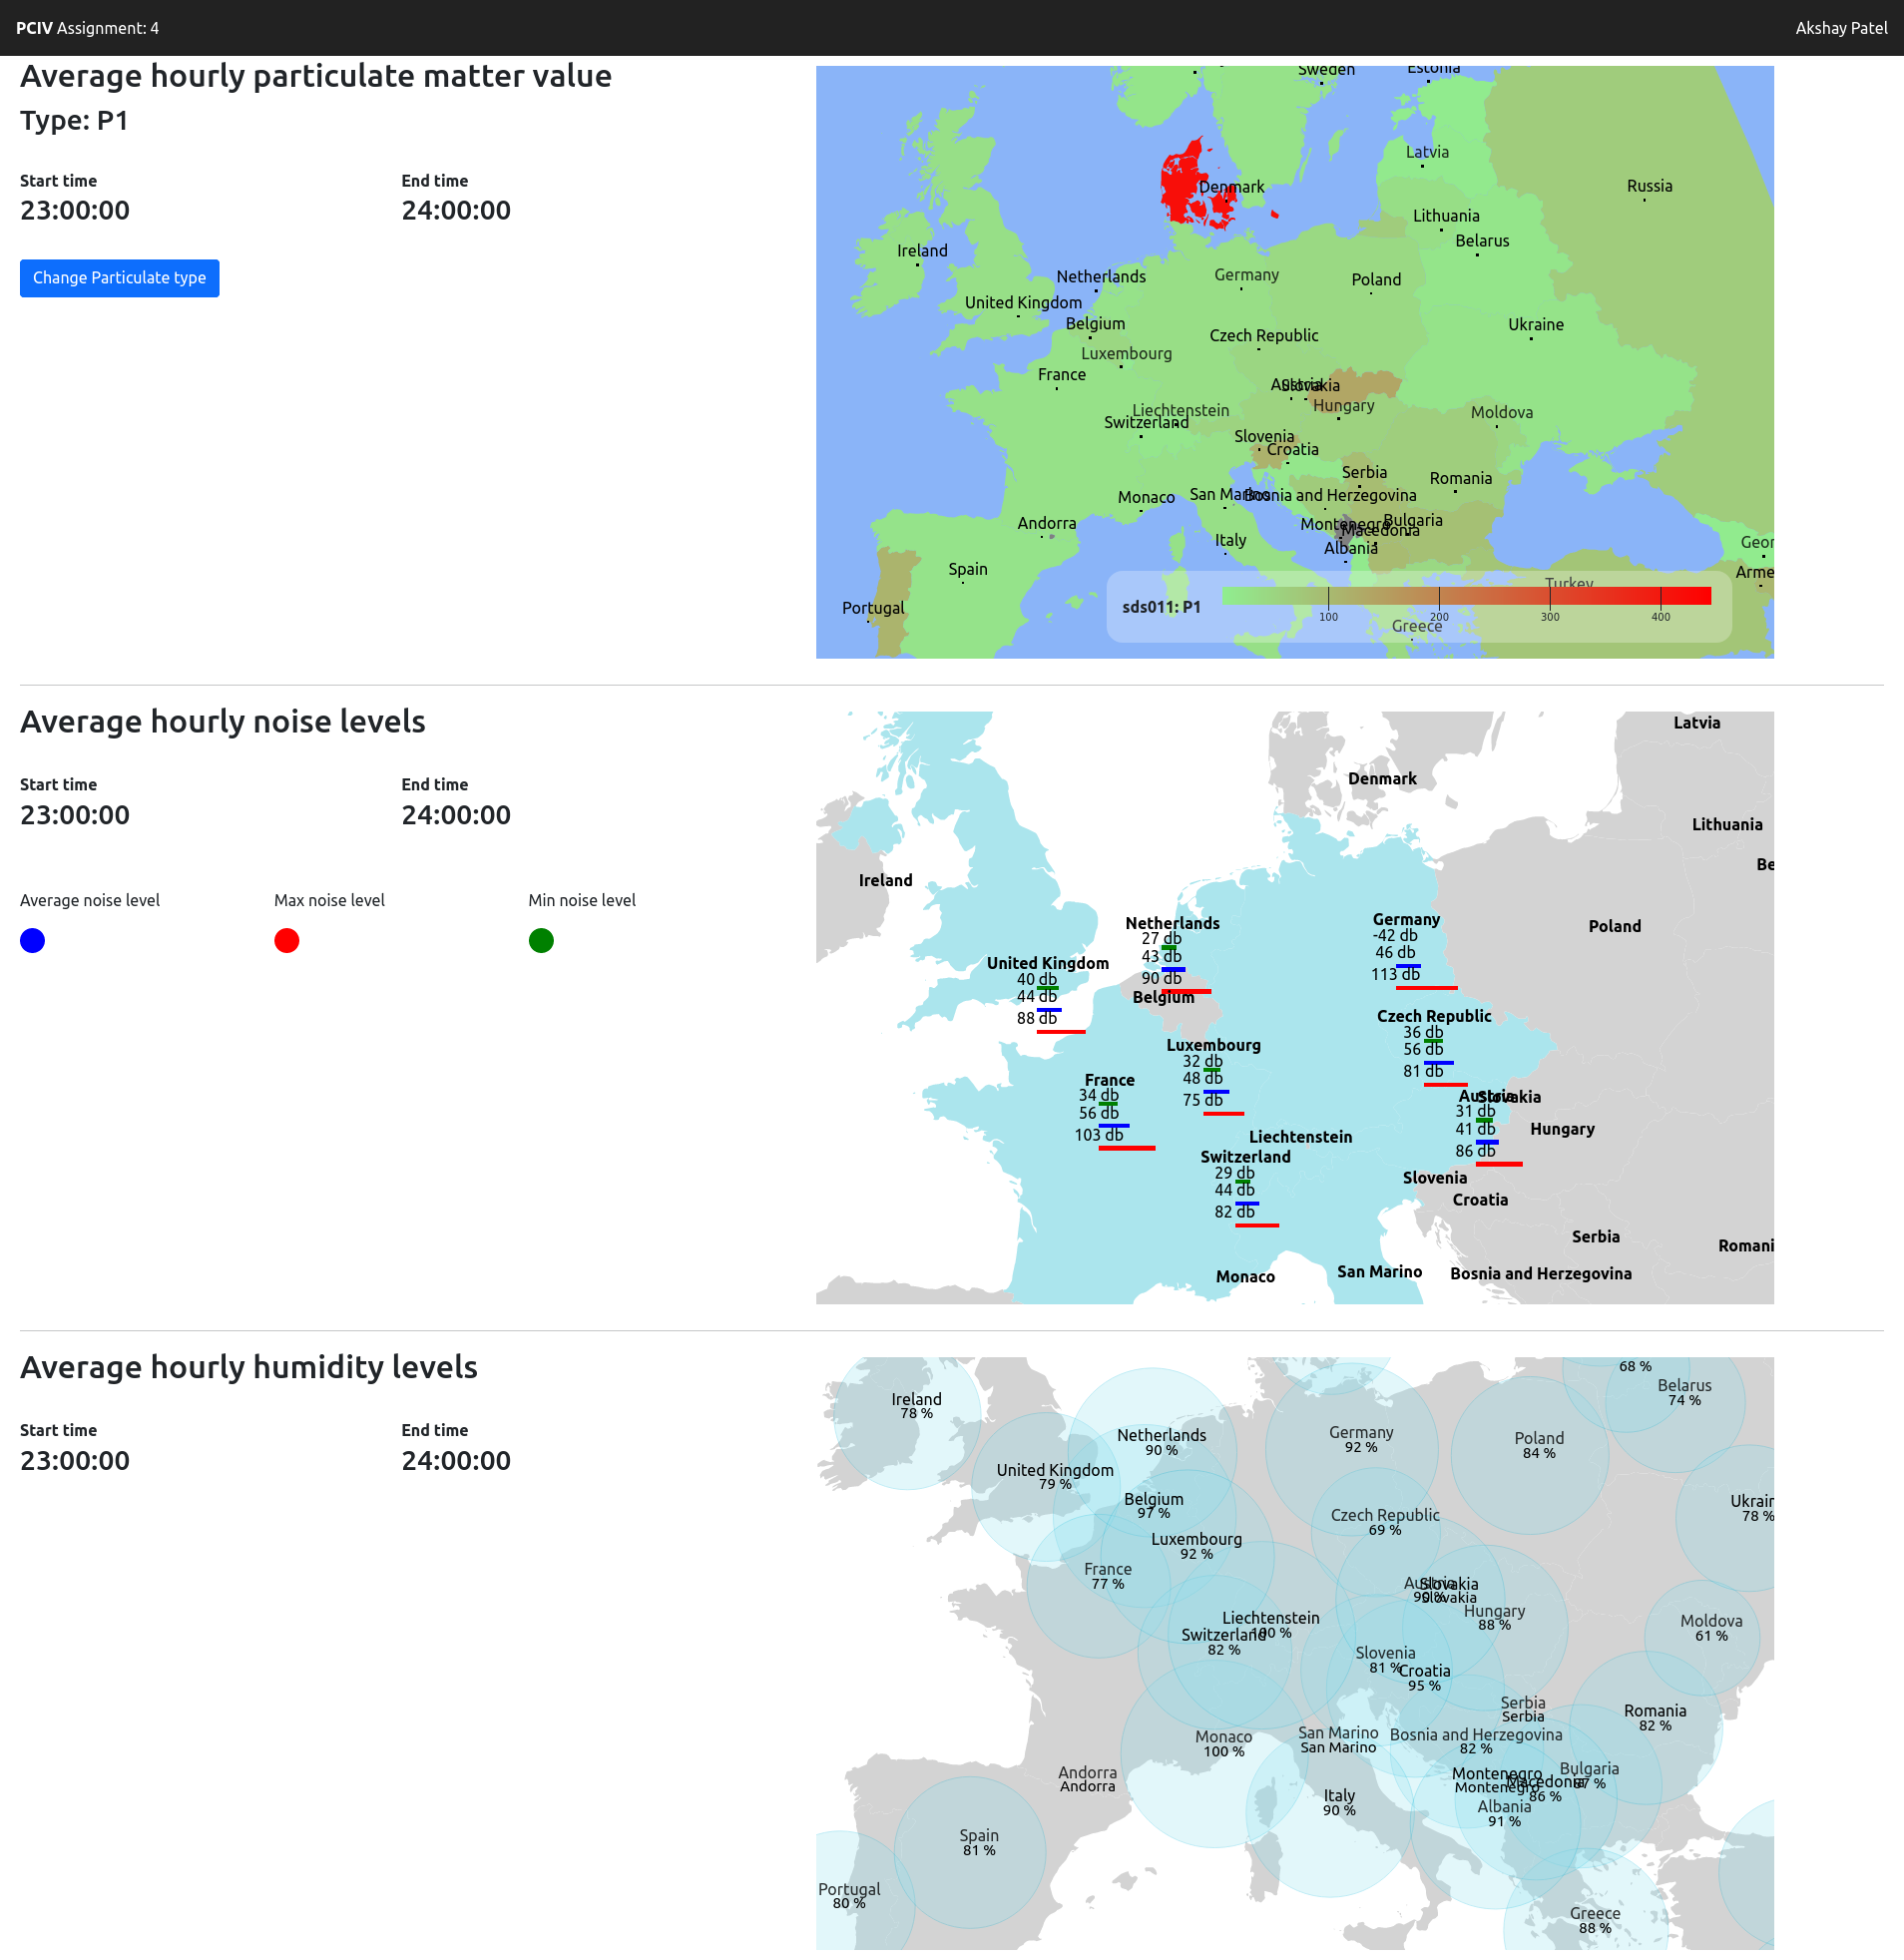 PCIV Assignment: 4
Akshay Patel
Average hourly particulate matter value
Type: P1
Start time
End time
23:00:00
24:00:00
Change Particulate type
Sweden
Estonia
Latvia
Russia
Denmark
Lithuania
Belarus
Ireland
Netherlands
Germany
Poland
United Kingdom
Belgium
Ukraine
Czech Republic
Luxembourg
France
Austria
Slovakia
Hungary
Liechtenstein
Moldova
Switzerland
Slovenia
Croatia
Serbia
Romania
Monaco
San Marino
Bosnia and Herzegovina
Andorra
Montenegro
Bulgaria
Macedonia
Italy
Albania
Geor
Spain
Arme
Turkey
Portugal
sds011: P1
100
200
300
400
Greece
Average hourly noise levels
Start time
End time
23:00:00
24:00:00
Average noise level
Max noise level
Min noise level
Latvia
Denmark
Lithuania
Be
Ireland
Poland
Netherlands
27 db
43 db
90 db
Germany
-42 db
46 db
113 db
United Kingdom
40 db
44 db
88 db
Belgium
Czech Republic
36 db
56 db
81 db
Luxembourg
32 db
48 db
75 db
France
34 db
56 db
103 db
Austria
31 db
41 db
86 db
Slovakia
Hungary
Liechtenstein
Switzerland
29 db
44 db
82 db
Slovenia
Croatia
Serbia
Romani
Monaco
San Marino
Bosnia and Herzegovina
Average hourly humidity levels
Start time
End time
23:00:00
24:00:00
68 %
Belarus
74 %
Ireland
78 %
Netherlands
90 %
Germany
92 %
Poland
84 %
United Kingdom
79 %
Belgium
97 %
Czech Republic
69 %
Ukrain
78 %
Luxembourg
92 %
France
77 %
Austria
90 %
Slovakia
Slovakia
Hungary
88 %
Liechtenstein
100 %
Switzerland
82 %
Moldova
61 %
Slovenia
81 %
Croatia
95 %
Serbia
Serbia
Romania
82 %
Monaco
100 %
San Marino
San Marino
Bosnia and Herzegovina
82 %
Andorra
Andorra
Montenegro
Montenegro
Macedonia
86 %
Bulgaria
Italy
90 %
Albania
91 %
Spain
81 %
Portugal
80 %
Greece
88 %